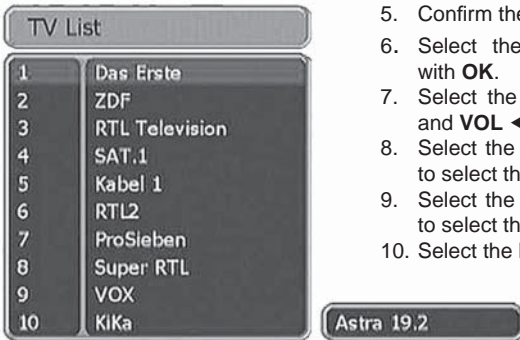 TV List
1 Das Erste
2 ZDF
3 RTL Television
4 SAT.1
5 Kabel 1
6 RTL2
7 ProSieben
8 Super RTL
9 VOX
10 KiKa
Astra 19.2
5. Confirm the
6. Select the
with OK.
7. Select the
and VOL ◄
8. Select the
to select th
9. Select the
to select th
10. Select the